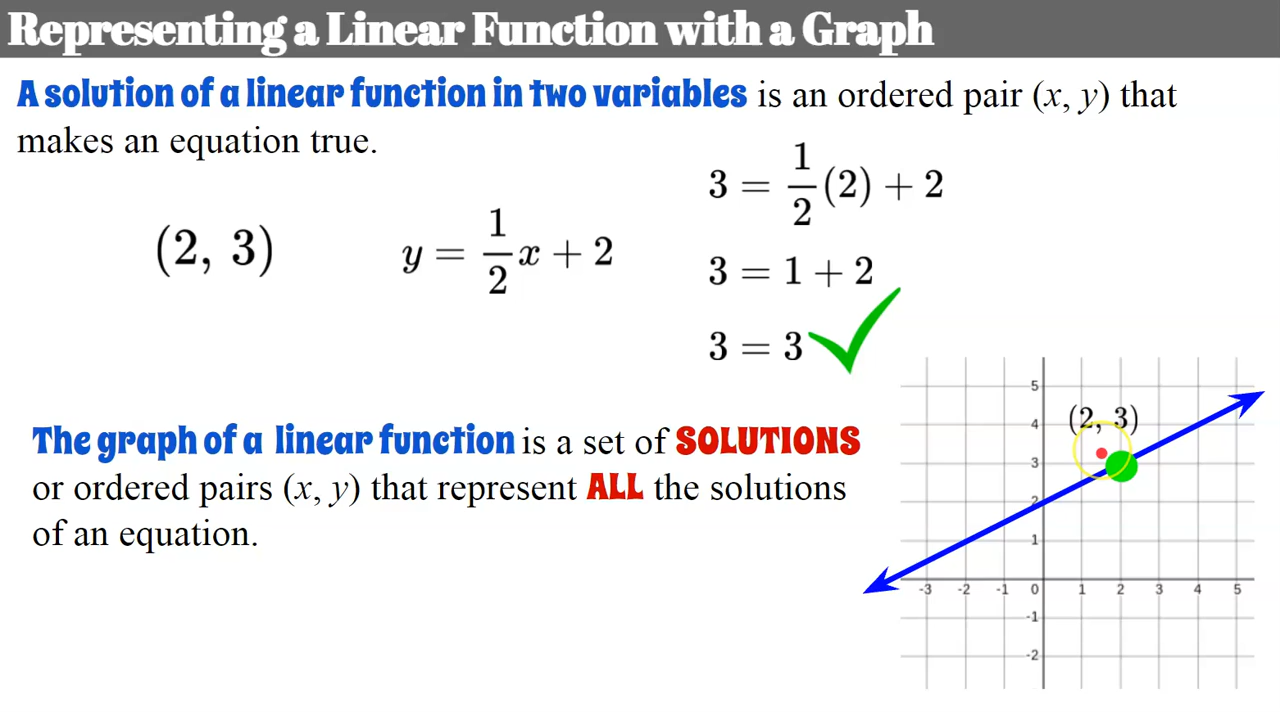 Representing a Linear Function with a Graph
A solution of a linear function in two variables is an ordered pair (x, y) that
makes an equation true.
(2, 3)
y = 1/2 x + 2
3 = 1/2 (2) + 2
3 = 1 + 2
3 = 3
The graph of a linear function is a set of SOLUTIONS
or ordered pairs (x, y) that represent ALL the solutions
of an equation.
(2, 3)
5
4
3
2
1
-3 -2 -1 0 1 2 3 4 5
-1
-2